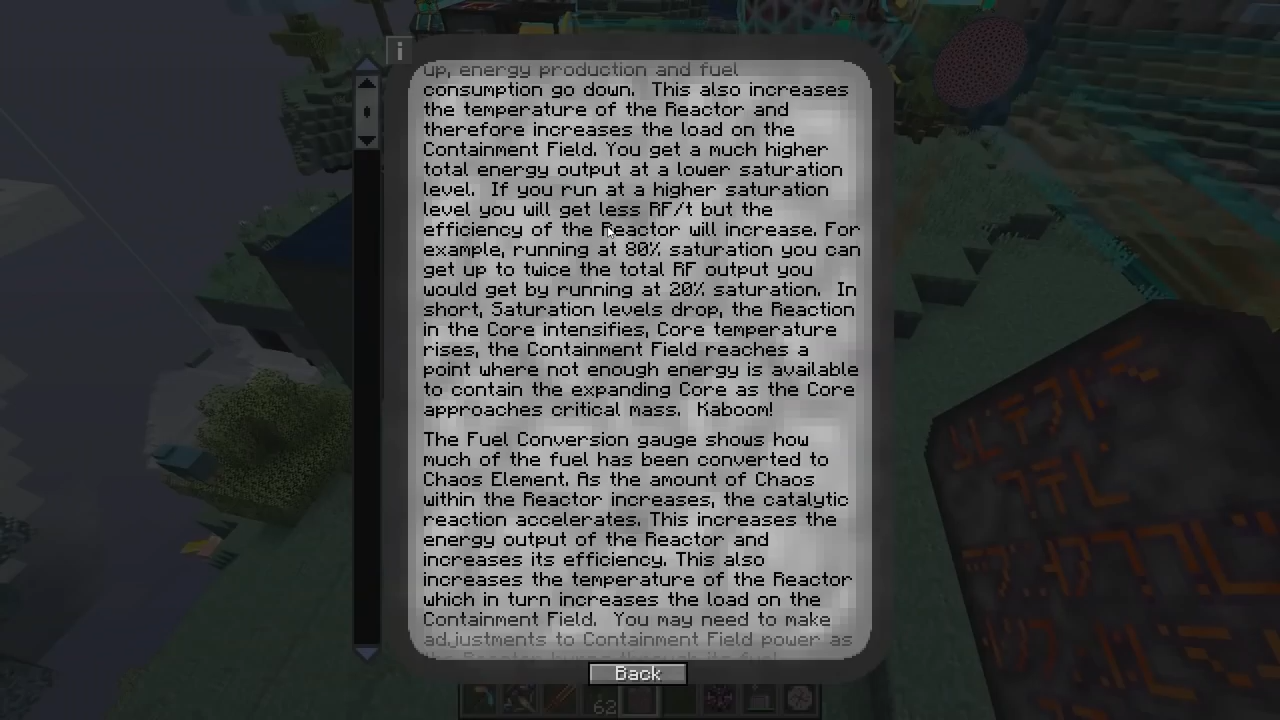 i
up, energy production and fuel
consumption go down.  This also increases
the temperature of the Reactor and
therefore increases the load on the
Containment Field. You get a much higher
total energy output at a lower saturation
level.  If you run at a higher saturation
level you will get less RF/t but the
efficiency of the Reactor will increase. For
example, running at 80% saturation you can
get up to twice the total RF output you
would get by running at 20% saturation.  In
short, Saturation levels drop, the Reaction
in the Core intensifies, Core temperature
rises, the Containment Field reaches a
point where not enough energy is available
to contain the expanding Core as the Core
approaches critical mass.  Kaboom!
The Fuel Conversion gauge shows how
much of the fuel has been converted to
Chaos Element. As the amount of Chaos
within the Reactor increases, the catalytic
reaction accelerates. This increases the
energy output of the Reactor and
increases its efficiency. This also
increases the temperature of the Reactor
which in turn increases the load on the
Containment Field.  You may need to make
adjustments to Containment Field power as
the Reactor burns through its fuel
Back
62